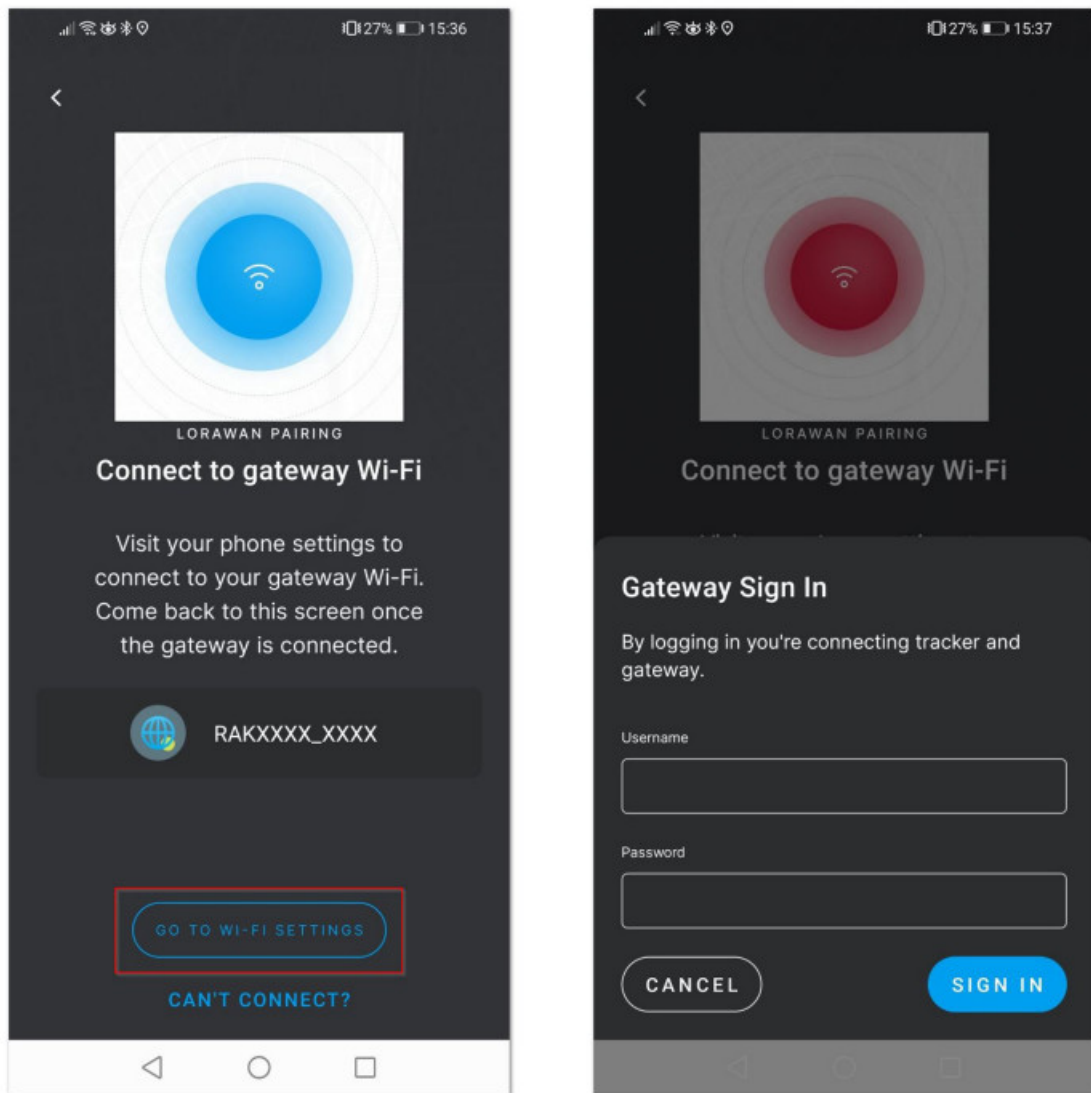 27% 15:36
LORAWAN PAIRING
Connect to gateway Wi-Fi
Visit your phone settings to
connect to your gateway Wi-Fi.
Come back to this screen once
the gateway is connected.
RAKXXXX_XXXX
GO TO WI-FI SETTINGS
CAN'T CONNECT?
27% 15:37
LORAWAN PAIRING
Connect to gateway Wi-Fi
Gateway Sign In
By logging in you're connecting tracker and
gateway.
Username
Password
CANCEL
SIGN IN